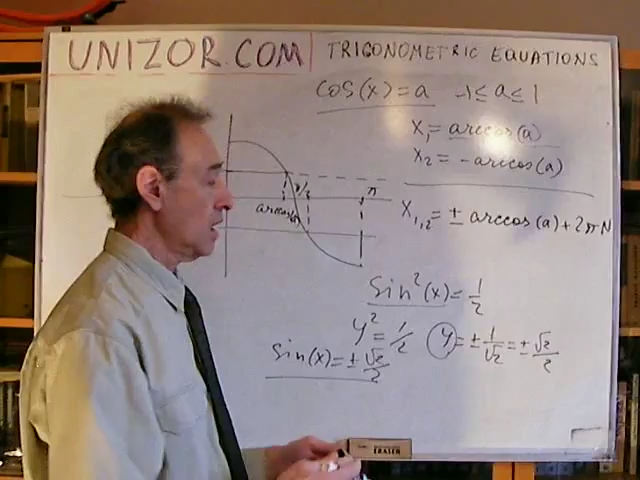 UNIZOR.COM | TRIGONOMETRIC EQUATIONS
cos(x)=a -1≤a≤1
x₁=arccos(a)
x₂=-arccos(a)
π/2 π
arccos
x₁,₂=±arccos(a)+2πN
sin²(x)=1/2
y²=1/2 y=±1/√2=±√2/2
sin(x)=±√2/2
ERASER